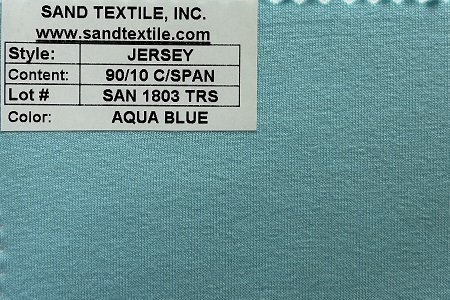 SAND TEXTILE, INC.
www.sandtextile.com
Style: JERSEY
Content: 90/10 C/SPAN
Lot # SAN 1803 TRS
Color: AQUA BLUE